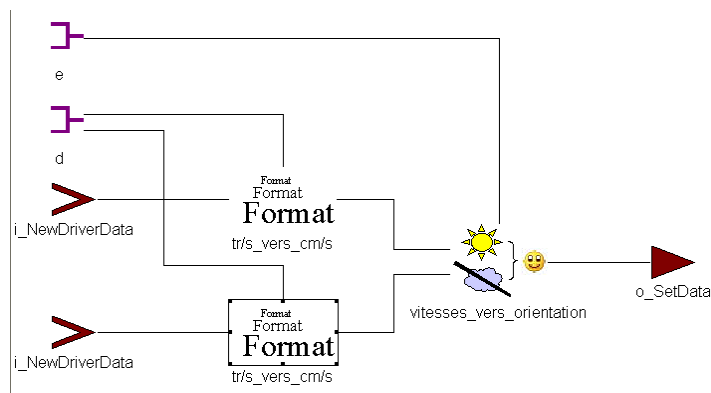 e
d
i_NewDriverData
Format
Format
Format
tr/s_vers_cm/s
i_NewDriverData
Format
Format
Format
tr/s_vers_cm/s
vitesses_vers_orientation
o_SetData